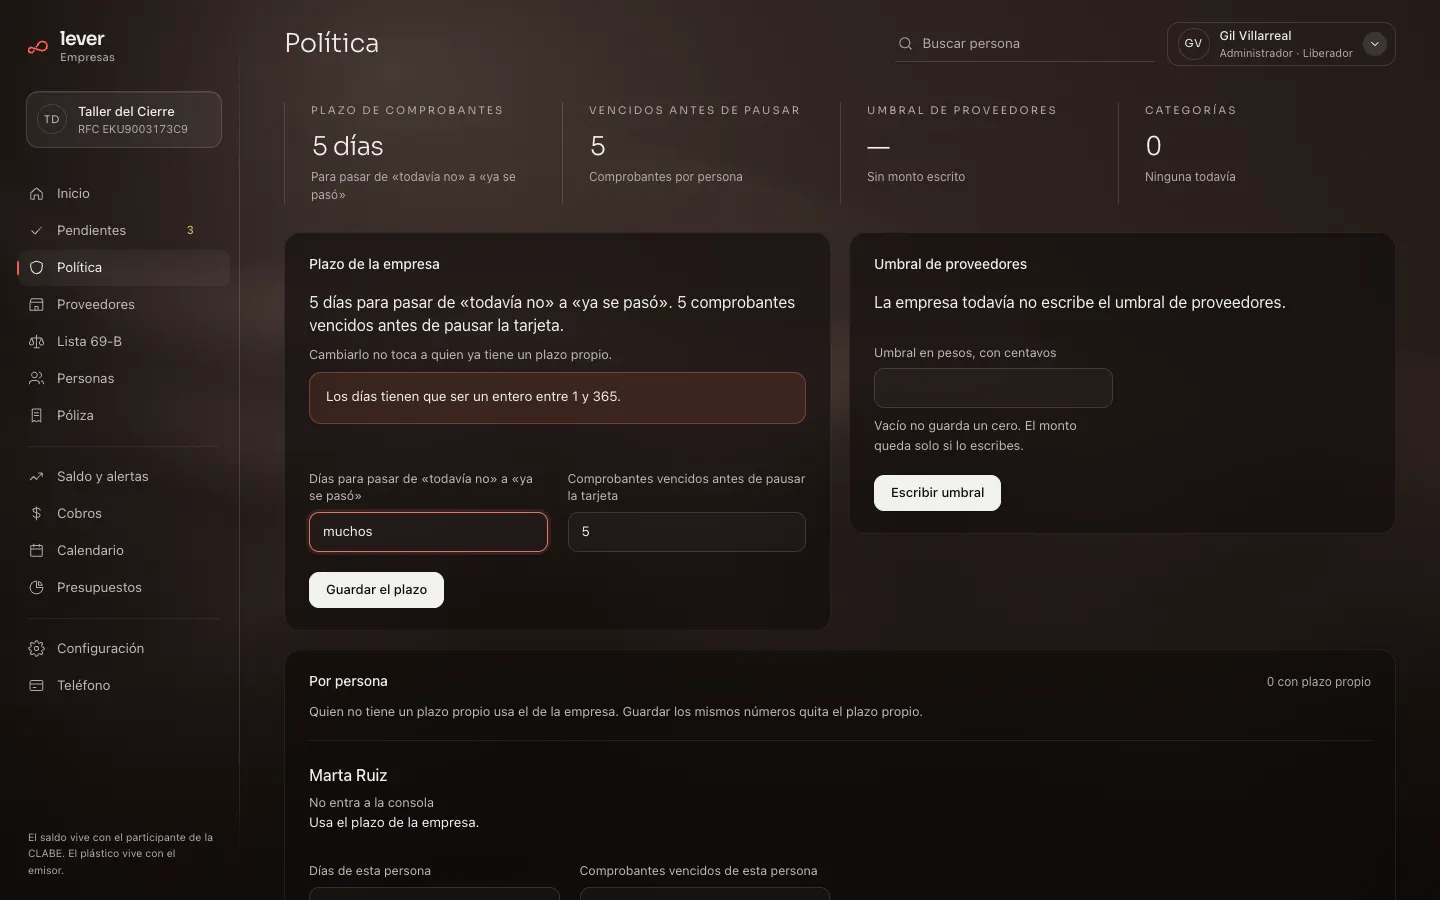 lever
Empresas
TD
Taller del Cierre
RFC EKU9003173C9
Inicio
Pendientes
3
Política
Proveedores
Lista 69-B
Personas
Póliza
Saldo y alertas
Cobros
Calendario
Presupuestos
Configuración
Teléfono
El saldo vive con el participante de la
CLABE. El plástico vive con el
emisor.
Política
Buscar persona
GV
Gil Villarreal
Administrador · Liberador
PLAZO DE COMPROBANTES
5 días
Para pasar de «todavía no» a «ya se
pasó»
VENCIDOS ANTES DE PAUSAR
5
Comprobantes por persona
UMBRAL DE PROVEEDORES
—
Sin monto escrito
CATEGORÍAS
0
Ninguna todavía
Plazo de la empresa
5 días para pasar de «todavía no» a «ya se pasó». 5 comprobantes
vencidos antes de pausar la tarjeta.
Cambiarlo no toca a quien ya tiene un plazo propio.
Los días tienen que ser un entero entre 1 y 365.
Días para pasar de «todavía no» a «ya
se pasó»
muchos
Comprobantes vencidos antes de pausar
la tarjeta
5
Guardar el plazo
Umbral de proveedores
La empresa todavía no escribe el umbral de proveedores.
Umbral en pesos, con centavos
Vacío no guarda un cero. El monto
queda solo si lo escribes.
Escribir umbral
Por persona
0 con plazo propio
Quien no tiene un plazo propio usa el de la empresa. Guardar los mismos números quita el plazo propio.
Marta Ruiz
No entra a la consola
Usa el plazo de la empresa.
Días de esta persona
Comprobantes vencidos de esta persona